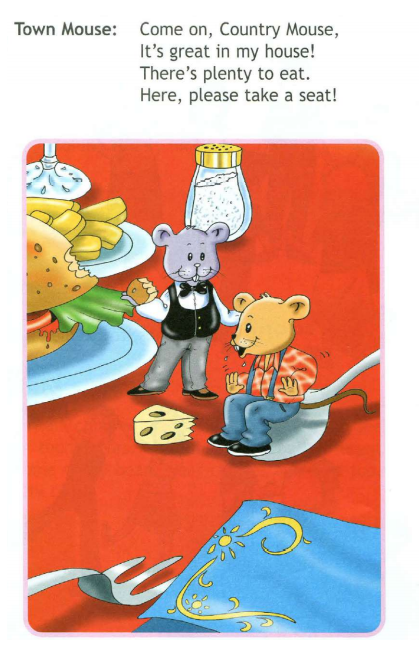 Town Mouse: Come on, Country Mouse,
It's great in my house!
There's plenty to eat.
Here, please take a seat!